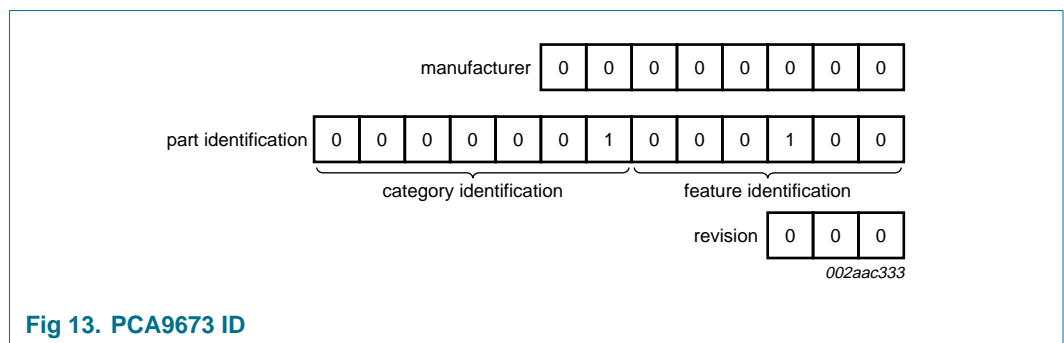 manufacturer 0 0 0 0 0 0 0 0
part identification 0 0 0 0 0 0 1 0 0 0 1 0 0
category identification feature identification
revision 0 0 0
002aac333
Fig 13. PCA9673 ID